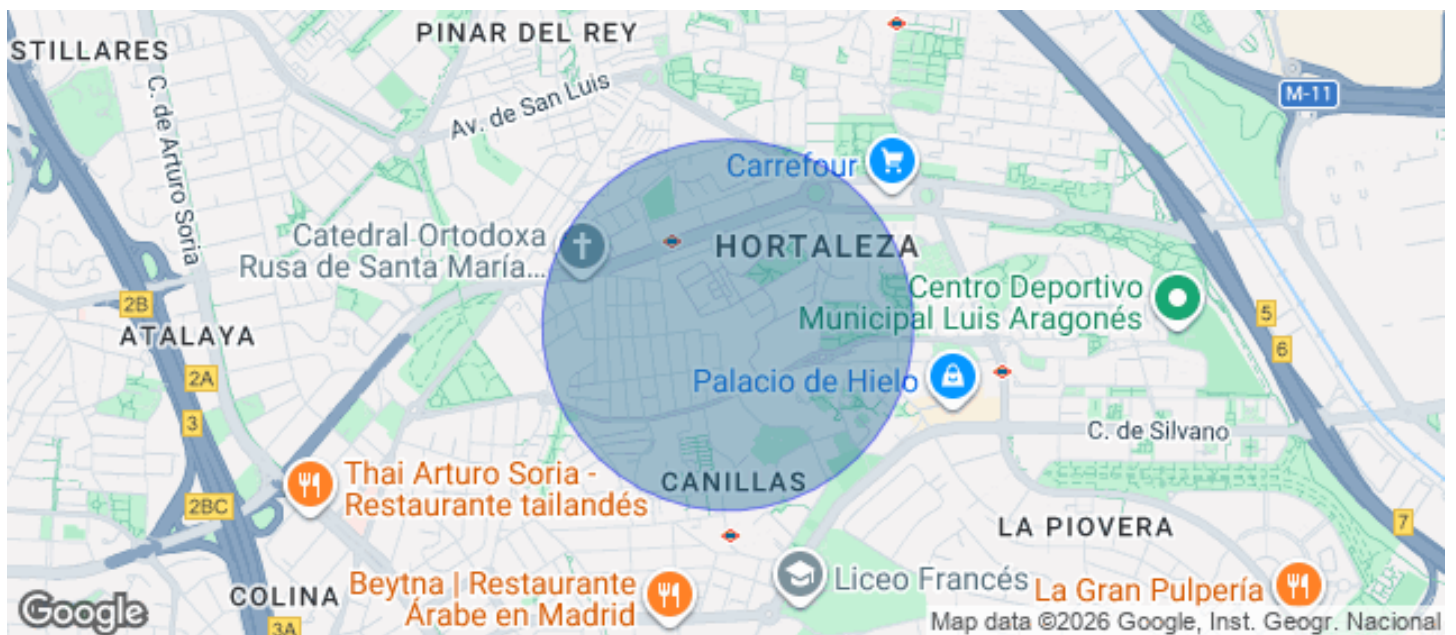 PINAR DEL REY
STILLARES
C. de Arturo Soria
Av. de San Luis
M-11
Carrefour
Catedral Ortodoxa
Rusa de Santa María...
HORTALEZA
Centro Deportivo
Municipal Luis Aragonés
2B
5
ATALAYA
6
2A
Palacio de Hielo
3
C. de Silvano
Thai Arturo Soria -
Restaurante tailandés
CANILLAS
2BC
LA PIOVERA
7
COLINA
Beytna | Restaurante
Árabe en Madrid
Liceo Francés
La Gran Pulpería
Google
3A
Map data ©2026 Google, Inst. Geogr. Nacional